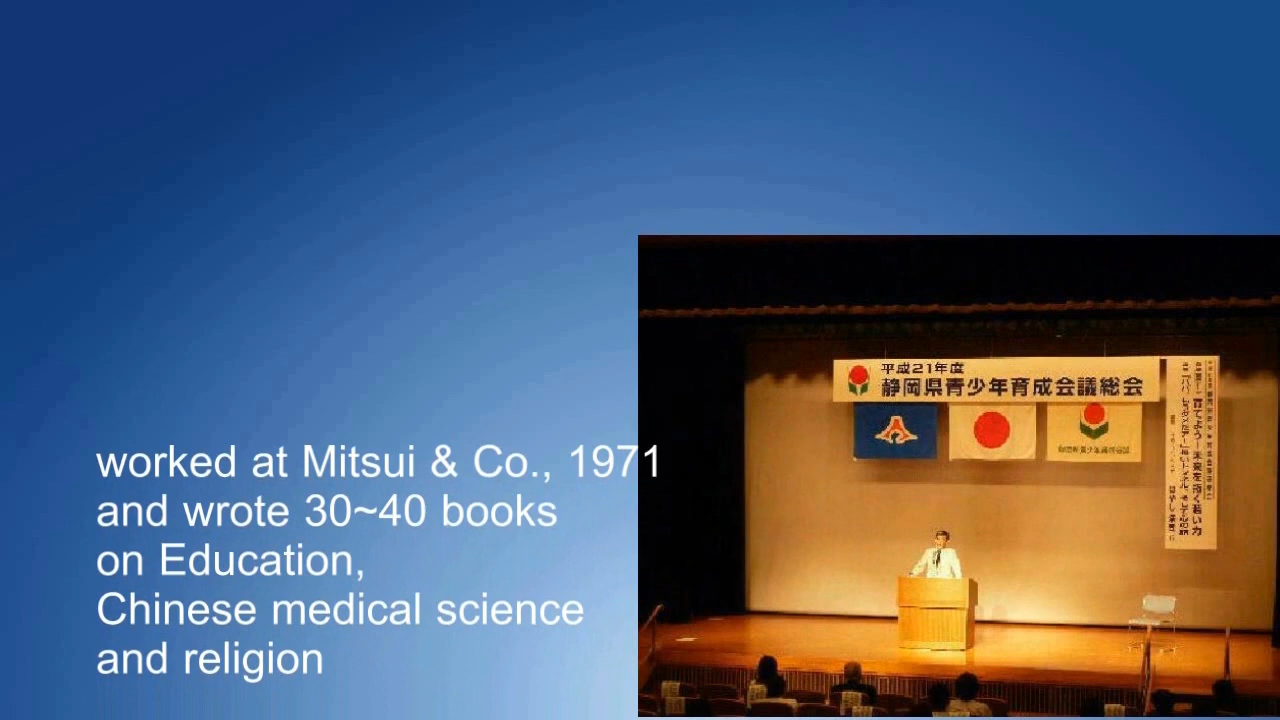 worked at Mitsui & Co., 1971
and wrote 30~40 books
on Education,
Chinese medical science
and religion
平成21年度
静岡県青少年育成会議総会